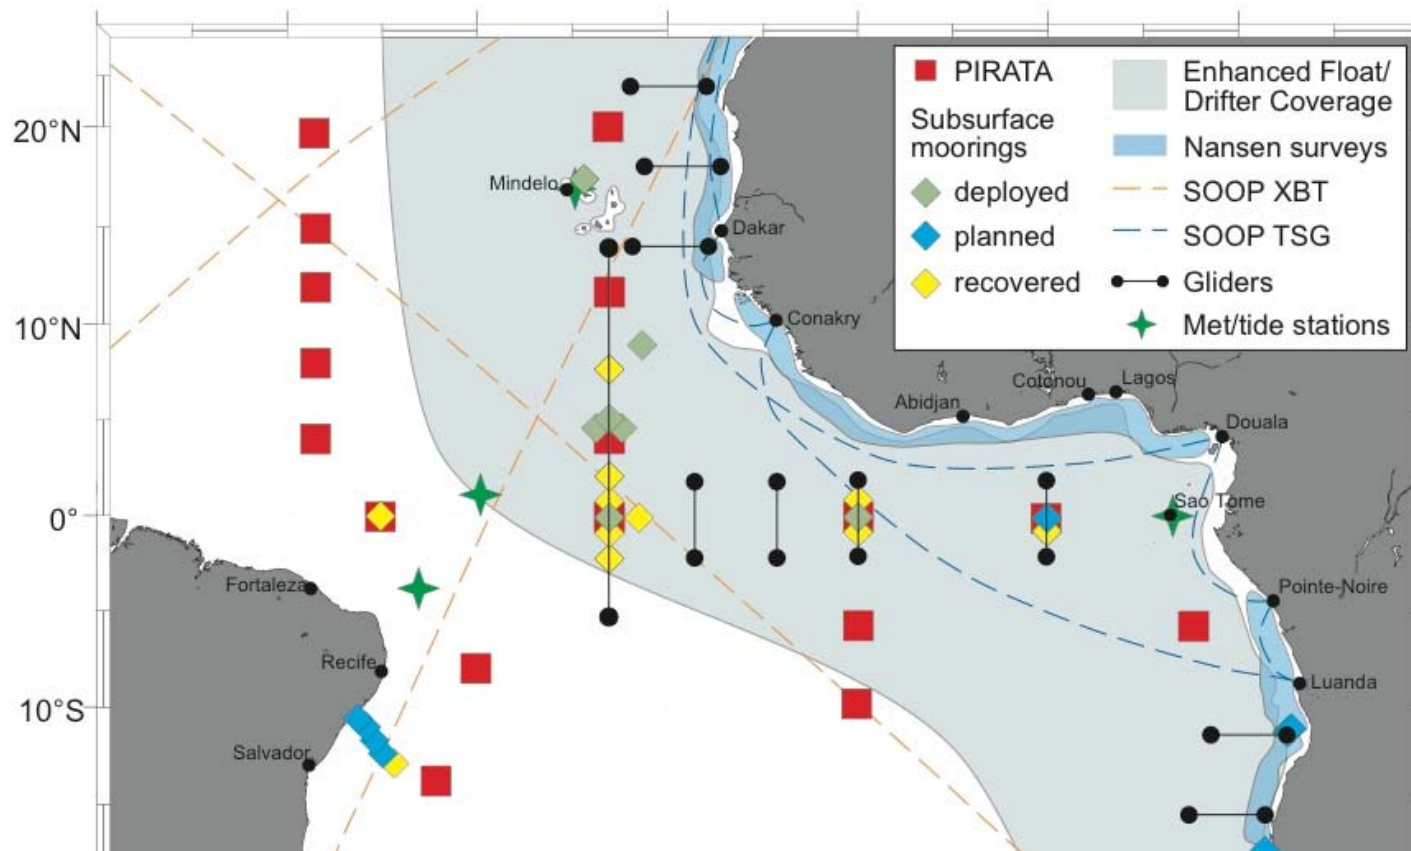 PIRATA
Subsurface
moorings
deployed
planned
recovered
Enhanced Float/
Drifter Coverage
Nansen surveys
SOOP XBT
SOOP TSG
Gliders
Met/tide stations
20°N
Mindelo
Dakar
10°N
Conakry
Cotonou
Lagos
Abidjan
Douala
0°
Sao Tome
Fortaleza
Pointe-Noire
Recife
Luanda
10°S
Salvador